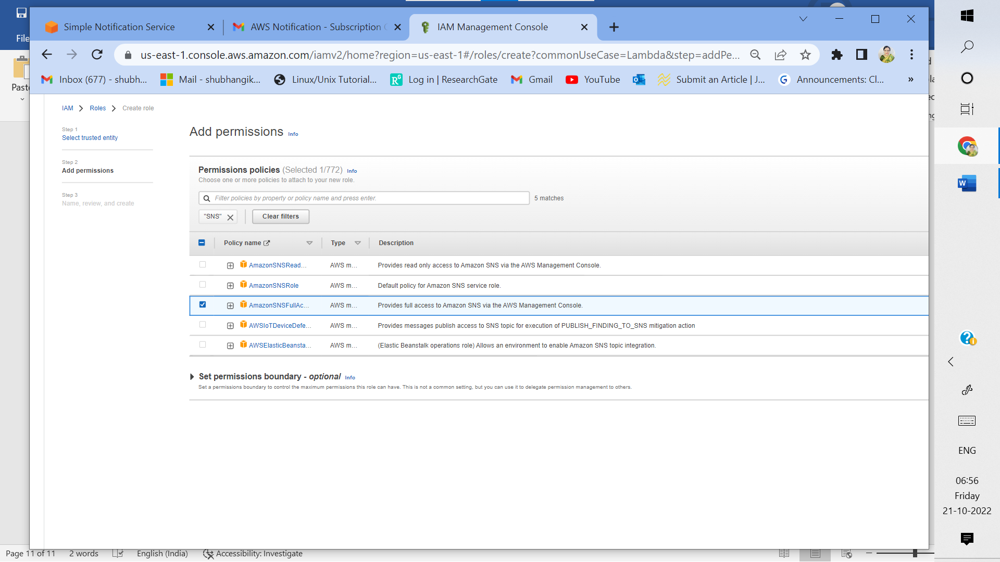 File
Paste
Simple Notification Service
AWS Notification - Subscription
IAM Management Console
us-east-1.console.aws.amazon.com/iamv2/home?region=us-east-1#/roles/create?commonUseCase=Lambda&step=addPe...
Inbox (677) - shubh...
Mail - shubhangik...
Linux/Unix Tutorial...
Log in | ResearchGate
Gmail
YouTube
Submit an Article | J...
Announcements: Cl...
»
IAM
Roles
Create role
Step 1
Select trusted entity
Step 2
Add permissions
Step 3
Name, review, and create
Add permissions Info
Permissions policies (Selected 1/772) Info
Choose one or more policies to attach to your new role.
Filter policies by property or policy name and press enter.
5 matches
"SNS"
Clear filters
Policy name Type Description
AmazonSNSRead... AWS m... Provides read only access to Amazon SNS via the AWS Management Console.
AmazonSNSRole AWS m... Default policy for Amazon SNS service role.
AmazonSNSFullAc... AWS m... Provides full access to Amazon SNS via the AWS Management Console.
AWSIoTDeviceDefe... AWS m... Provides messages publish access to SNS topic for execution of PUBLISH_FINDING_TO_SNS mitigation action
AWSElasticBeansta... AWS m... (Elastic Beanstalk operations role) Allows an environment to enable Amazon SNS topic integration.
Set permissions boundary - optional Info
Set a permissions boundary to control the maximum permissions this role can have. This is not a common setting, but you can use it to delegate permission management to others.
ENG
06:56
Friday
21-10-2022
Page 11 of 11
2 words
English (India)
Accessibility: Investigate